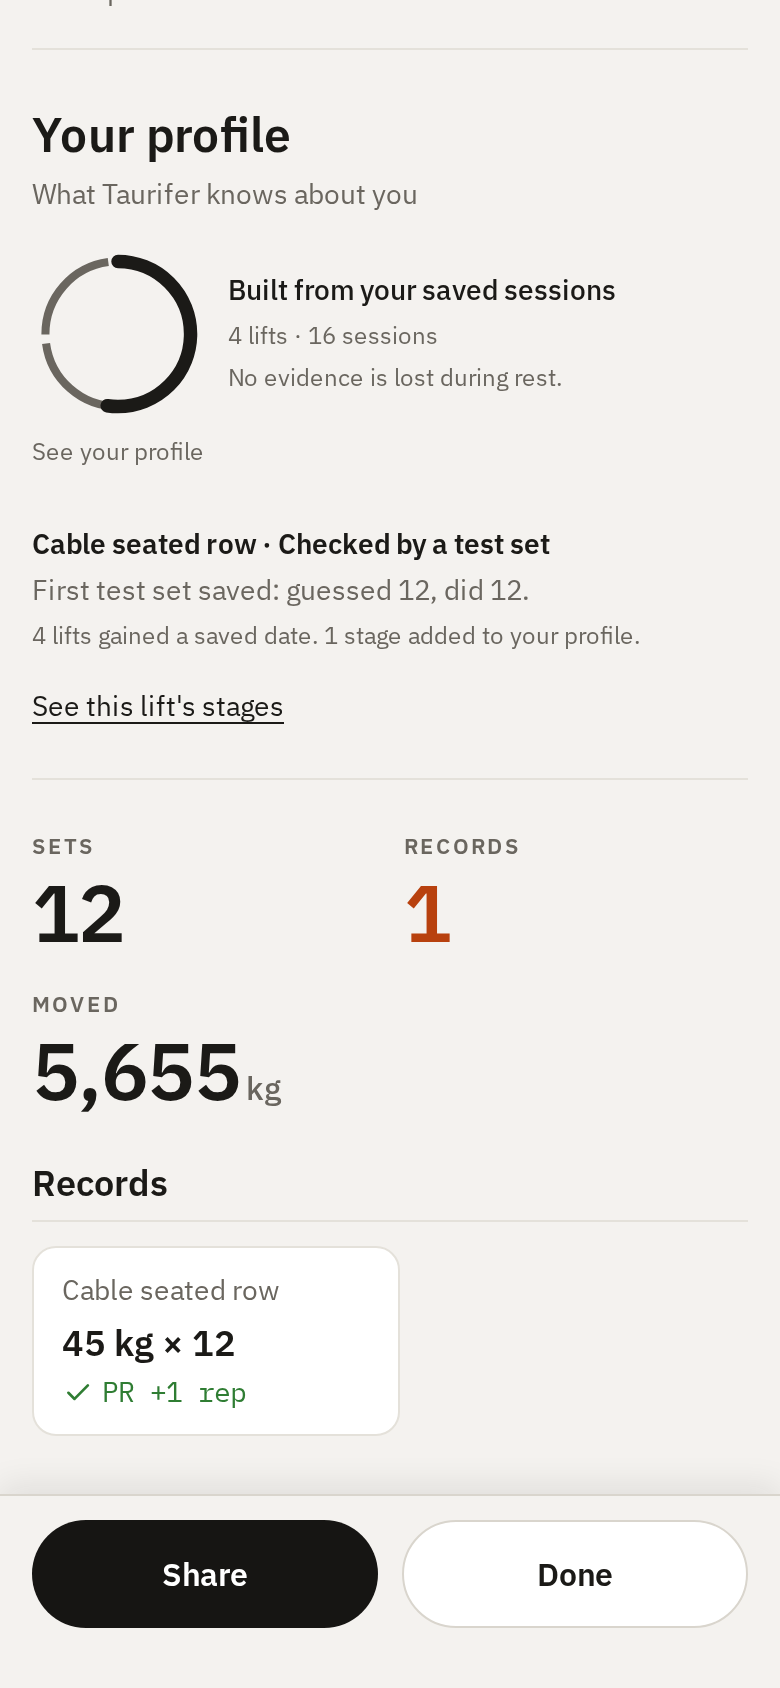 Your profile
What Taurifer knows about you
Built from your saved sessions
4 lifts · 16 sessions
No evidence is lost during rest.
See your profile
Cable seated row · Checked by a test set
First test set saved: guessed 12, did 12.
4 lifts gained a saved date. 1 stage added to your profile.
See this lift's stages
SETS
12
RECORDS
1
MOVED
5,655 kg
Records
Cable seated row
45 kg × 12
✓ PR +1 rep
Share
Done